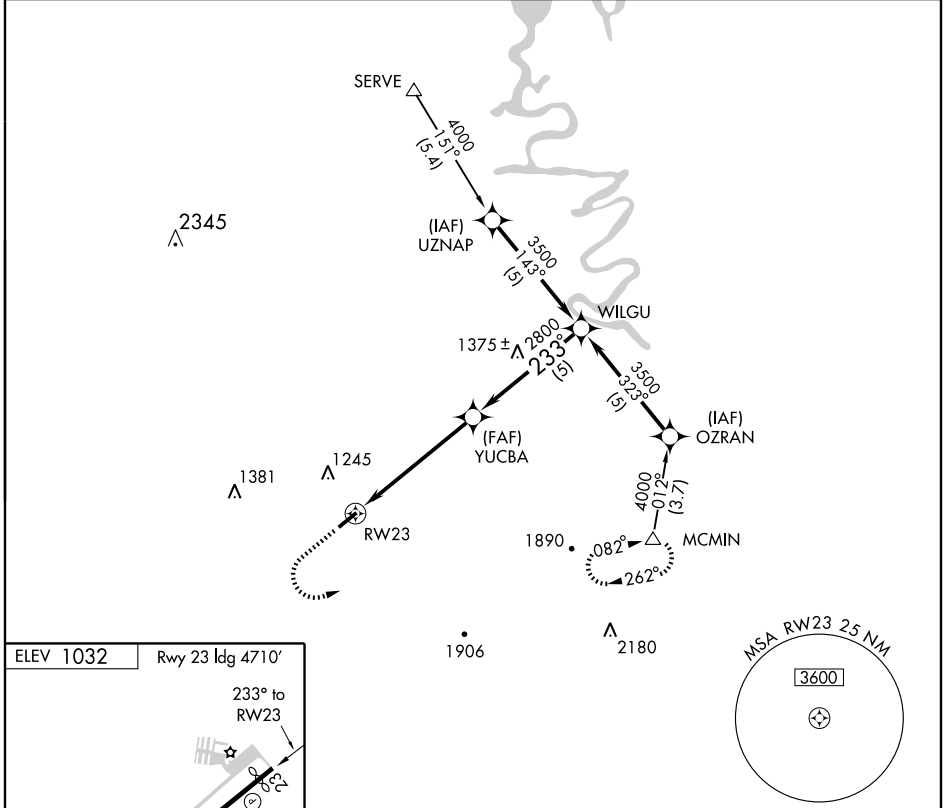 SERVE
4000
151°
(5.4)
2345
(IAF)
UZNAP
3500
143°
(5)
WILGU
1375 ±
2800
233°
(5)
3500
323°
(5)
(IAF)
OZRAN
(FAF)
YUCBA
1245
1381
RW23
4000
012°
(3.7)
1890
082°
MCMIN
262°
1906
2180
MSA RW23 25 NM
3600
ELEV 1032
Rwy 23 ldg 4710'
233° to
RW23
23
P